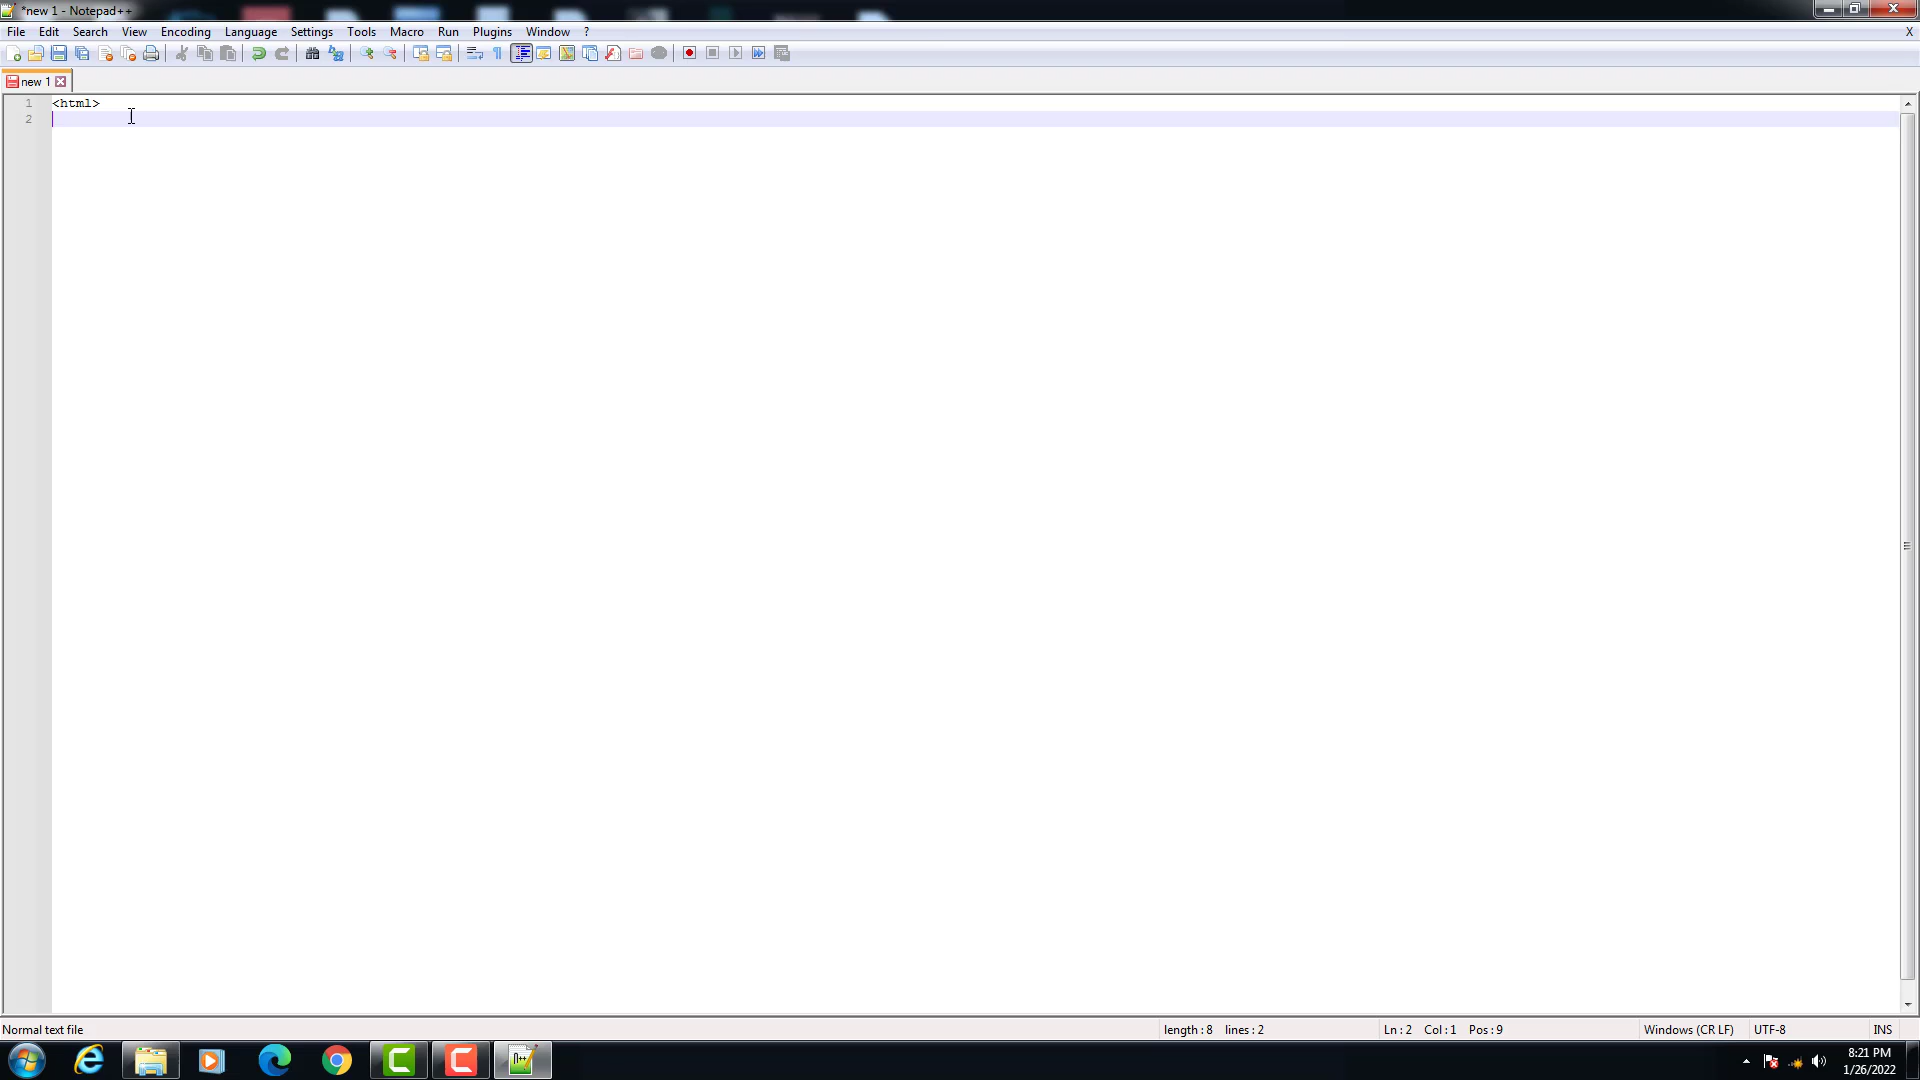 *new 1 - Notepad++
File Edit Search View Encoding Language Settings Tools Macro Run Plugins Window ? X
new 1
1 <html>
2
Normal text file length : 8 lines : 2 Ln : 2 Col : 1 Pos : 9 Windows (CR LF) UTF-8 INS
8:21 PM
1/26/2022